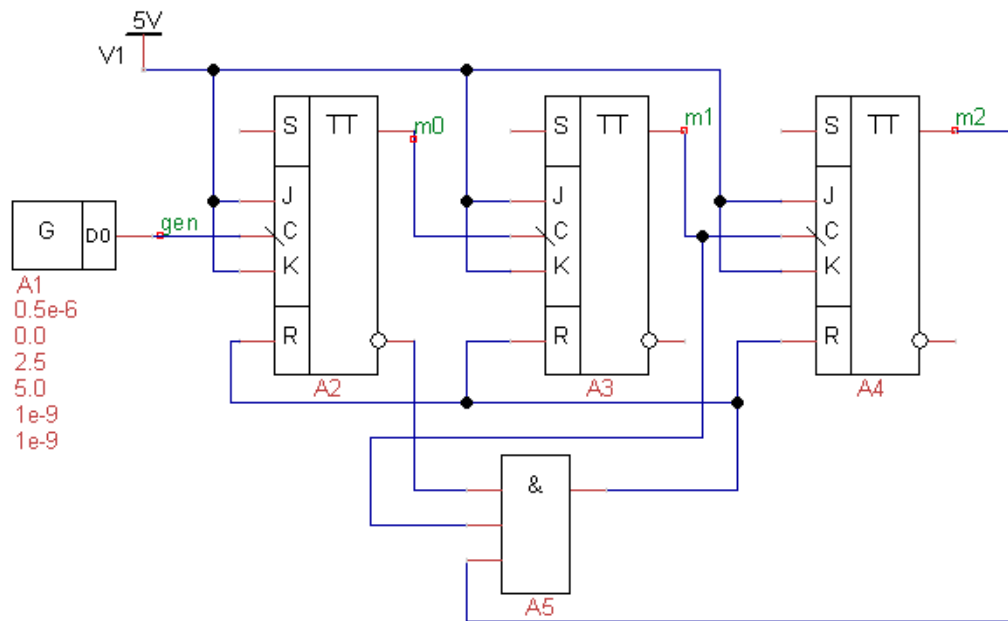 5V
V1
S
TT
m0
J
C
K
R
A2
S
TT
m1
J
C
K
R
A3
S
TT
m2
J
C
K
R
A4
G
D0
gen
A1
0.5e-6
0.0
2.5
5.0
1e-9
1e-9
&
A5